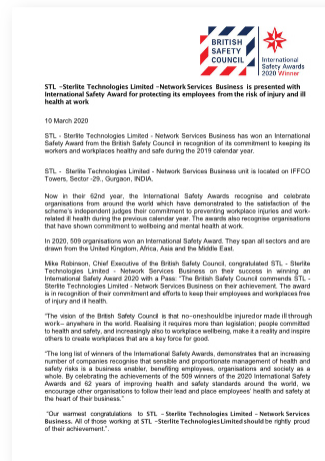 BRITISH
SAFETY
COUNCIL
International
Safety Awards
2020 Winner
STL -Sterlite Technologies Limited -Network Services Business is presented with
International Safety Award for protecting its employees from the risk of injury and ill
health at work
10 March 2020
STL - Sterlite Technologies Limited - Network Services Business has won an International
Safety Award from the British Safety Council in recognition of its commitment to keeping its
workers and workplaces healthy and safe during the 2019 calendar year.
STL - Sterlite Technologies Limited - Network Services Business unit is located on IFFCO
Towers, Sector -29., Gurgaon, INDIA.
Now in their 62nd year, the International Safety Awards recognise and celebrate
organisations from around the world which have demonstrated to the satisfaction of the
scheme's independent judges their commitment to preventing workplace injuries and work-
related ill health during the previous calendar year. The awards also recognise organisations
that have shown commitment to wellbeing and mental health at work.
In 2020, 509 organisations won an International Safety Award. They span all sectors and are
drawn from the United Kingdom, Africa, Asia and the Middle East.
Mike Robinson, Chief Executive of the British Safety Council, congratulated STL - Sterlite
Technologies Limited - Network Services Business on their success in winning an
International Safety Award 2020 with a Pass: "The British Safety Council commends STL -
Sterlite Technologies Limited - Network Services Business on their achievement. The award
is in recognition of their commitment and efforts to keep their employees and workplaces free
of injury and ill health.
"The vision of the British Safety Council is that no-one should be injured or made ill through
work– anywhere in the world. Realising it requires more than legislation; people committed
to health and safety, and increasingly also to workplace wellbeing, make it a reality and inspire
others to create workplaces that are a key force for good.
"The long list of winners of the International Safety Awards, demonstrates that an increasing
number of companies recognise that sensible and proportionate management of health and
safety risks is a business enabler, benefiting employees, organisations and society as a
whole. By celebrating the achievements of the 509 winners of the 2020 International Safety
Awards and 62 years of improving health and safety standards around the world, we
encourage other organisations to follow their lead and place employees' health and safety at
the heart of their business."
"Our warmest congratulations to STL - Sterlite Technologies Limited - Network Services
Business. All of those working at STL -Sterlite Technologies Limited should be rightly proud
of their achievement.".